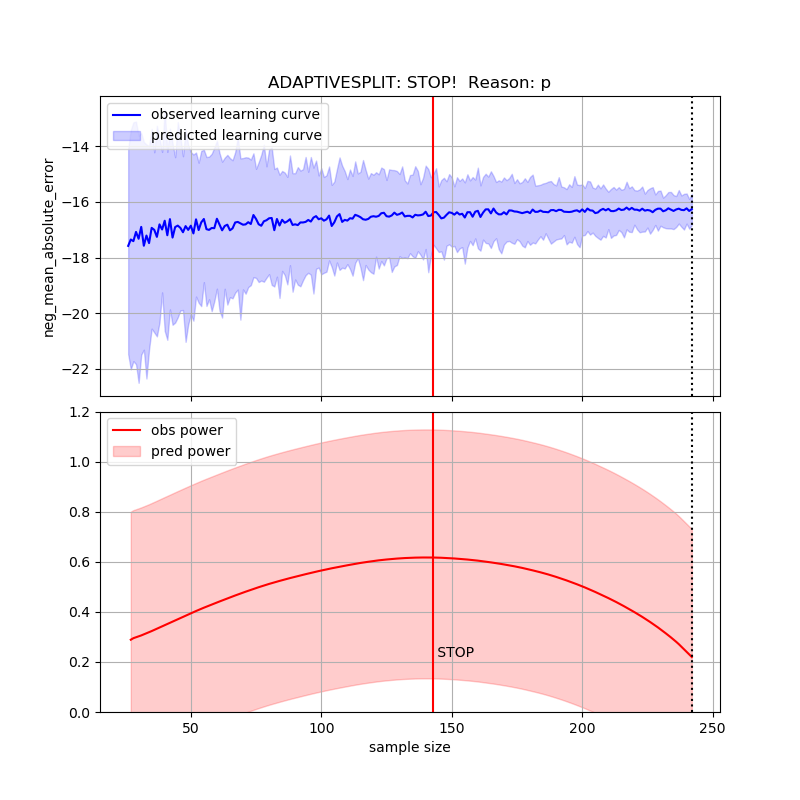 ADAPTIVESPLIT: STOP!  Reason: p
observed learning curve
predicted learning curve
neg_mean_absolute_error
−14
−16
−18
−20
−22
obs power
pred power
1.2
1.0
0.8
0.6
0.4
0.2
0.0
STOP
50
100
150
200
250
sample size